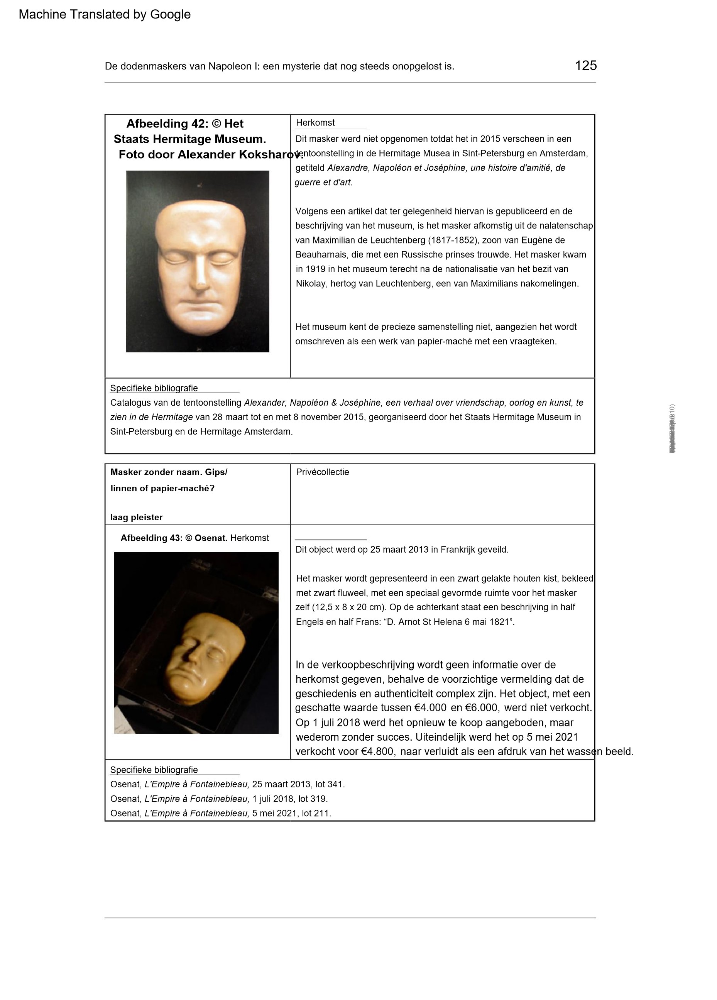 Machine Translated by Google
De dodenmaskers van Napoleon I: een mysterie dat nog steeds onopgelost is.
125
Afbeelding 42: © Het
Staats Hermitage Museum.
Foto door Alexander Koksharov.
Herkomst
Dit masker werd niet opgenomen totdat het in 2015 verscheen in een
tentoonstelling in de Hermitage Musea in Sint-Petersburg en Amsterdam,
getiteld Alexandre, Napoléon et Joséphine, une histoire d'amitié, de
guerre et d'art.
Volgens een artikel dat ter gelegenheid hiervan is gepubliceerd en de
beschrijving van het museum, is het masker afkomstig uit de nalatenschap
van Maximilian de Leuchtenberg (1817-1852), zoon van Eugène de
Beauharnais, die met een Russische prinses trouwde. Het masker kwam
in 1919 in het museum terecht na de nationalisatie van het bezit van
Nikolay, hertog van Leuchtenberg, een van Maximilians nakomelingen.
Het museum kent de precieze samenstelling niet, aangezien het wordt
omschreven als een werk van papier-maché met een vraagteken.
Specifieke bibliografie
Catalogus van de tentoonstelling Alexander, Napoléon & Joséphine, een verhaal over vriendschap, oorlog en kunst, te
zien in de Hermitage van 28 maart tot en met 8 november 2015, georganiseerd door het Staats Hermitage Museum in
Sint-Petersburg en de Hermitage Amsterdam.
Masker zonder naam. Gips/
linnen of papier-maché?
laag pleister
Privécollectie
Afbeelding 43: © Osenat. Herkomst
Dit object werd op 25 maart 2013 in Frankrijk geveild.
Het masker wordt gepresenteerd in een zwart gelakte houten kist, bekleed
met zwart fluweel, met een speciaal gevormde ruimte voor het masker
zelf (12,5 x 8 x 20 cm). Op de achterkant staat een beschrijving in half
Engels en half Frans: “D. Arnot St Helena 6 mai 1821”.
In de verkoopbeschrijving wordt geen informatie over de
herkomst gegeven, behalve de voorzichtige vermelding dat de
geschiedenis en authenticiteit complex zijn. Het object, met een
geschatte waarde tussen €4.000 en €6.000, werd niet verkocht.
Op 1 juli 2018 werd het opnieuw te koop aangeboden, maar
wederom zonder succes. Uiteindelijk werd het op 5 mei 2021
verkocht voor €4.800, naar verluidt als een afdruk van het wassen beeld.
Specifieke bibliografie
Osenat, L'Empire à Fontainebleau, 25 maart 2013, lot 341.
Osenat, L'Empire à Fontainebleau, 1 juli 2018, lot 319.
Osenat, L'Empire à Fontainebleau, 5 mei 2021, lot 211.